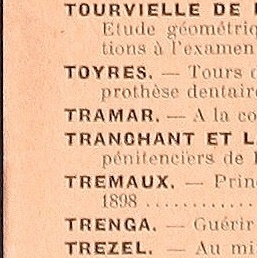 TOURVIELLE DE
Etude géométriq
tions à l'examen
TOYRES. — Tours d
prothèse dentaire
TRAMAR. — A la co
TRANCHANT ET L
pénitenciers de
TREMAUX. — Prin
1898 ............
TRENGA. — Guérir
TREZEL. — Au mi